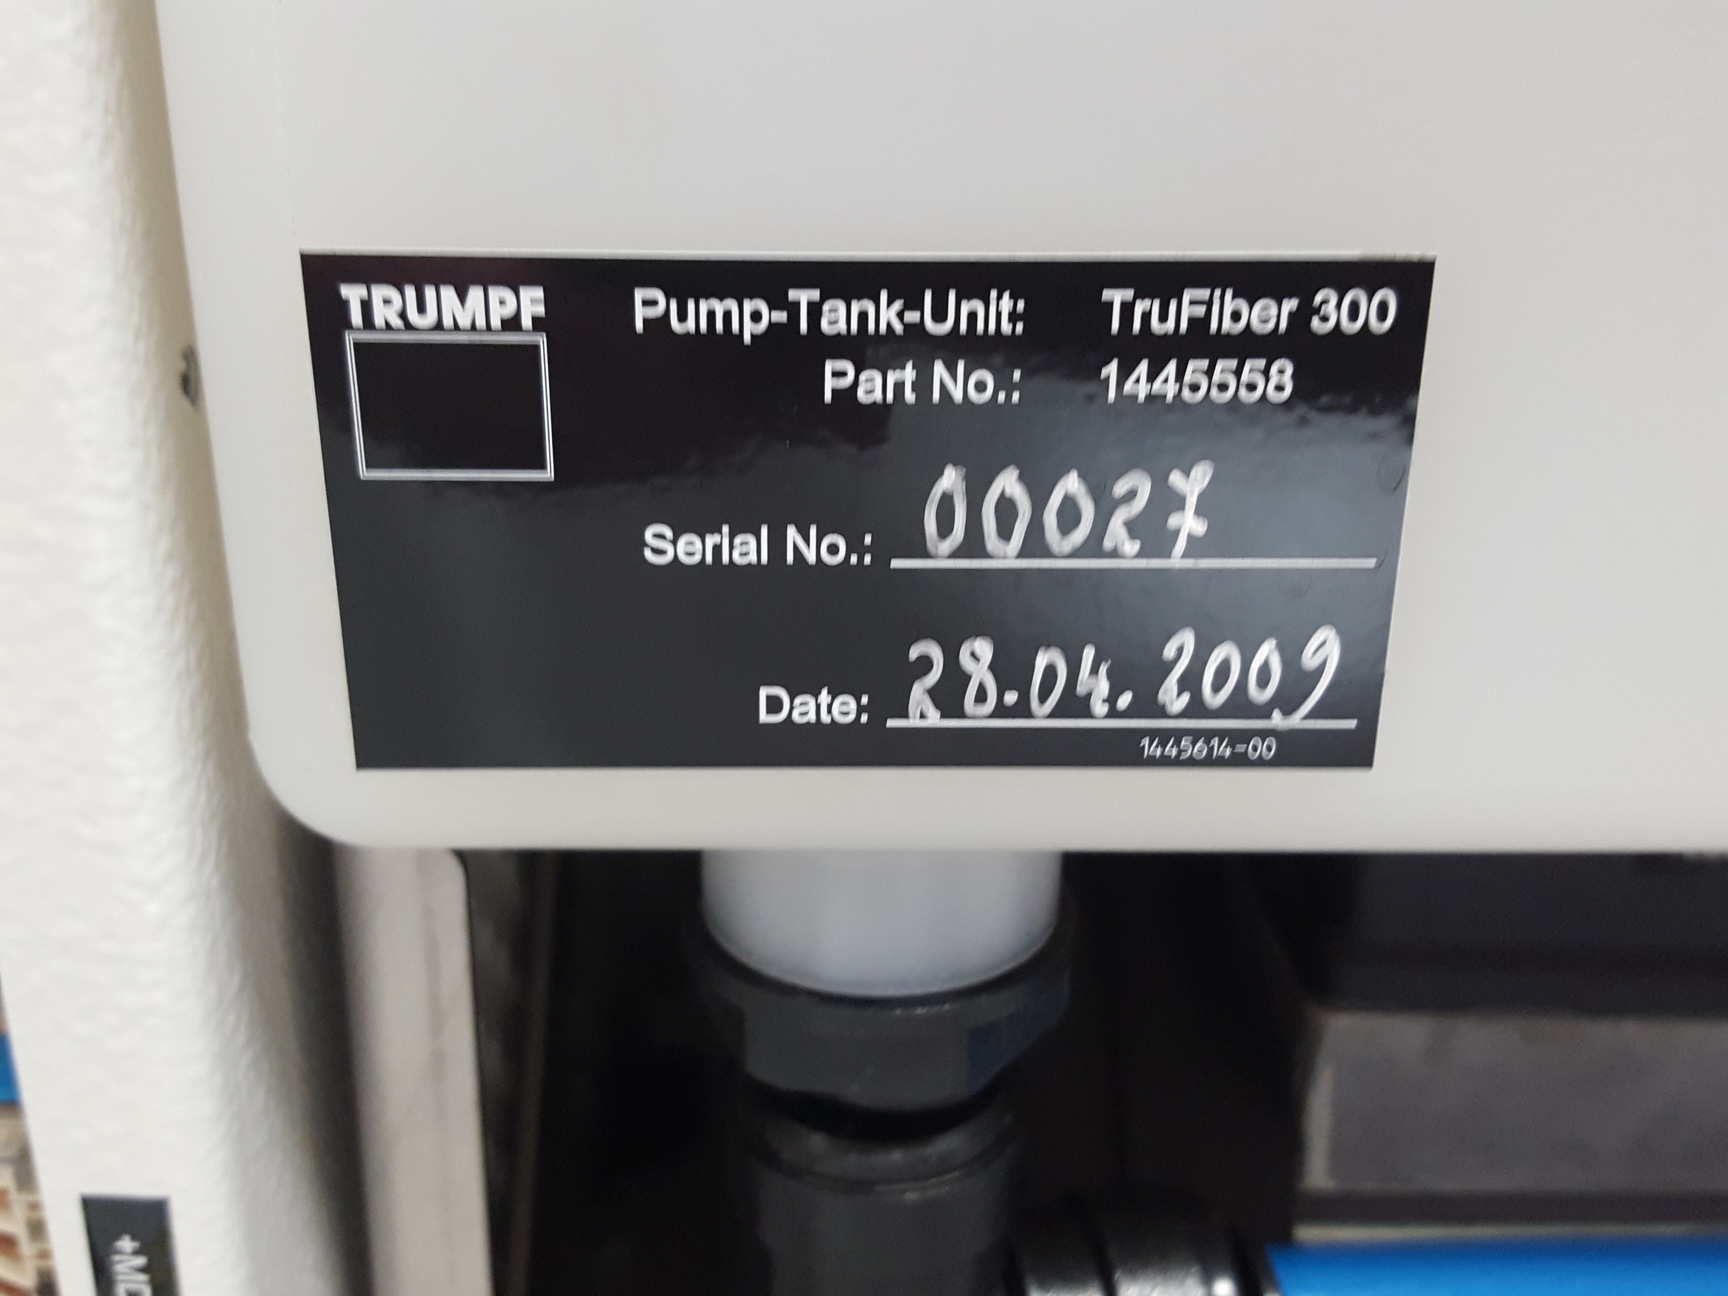 TRUMPF
Pump-Tank-Unit: TruFiber 300
Part No.: 1445558
Serial No.: 00027
Date: 28.04.2009
1445614-00